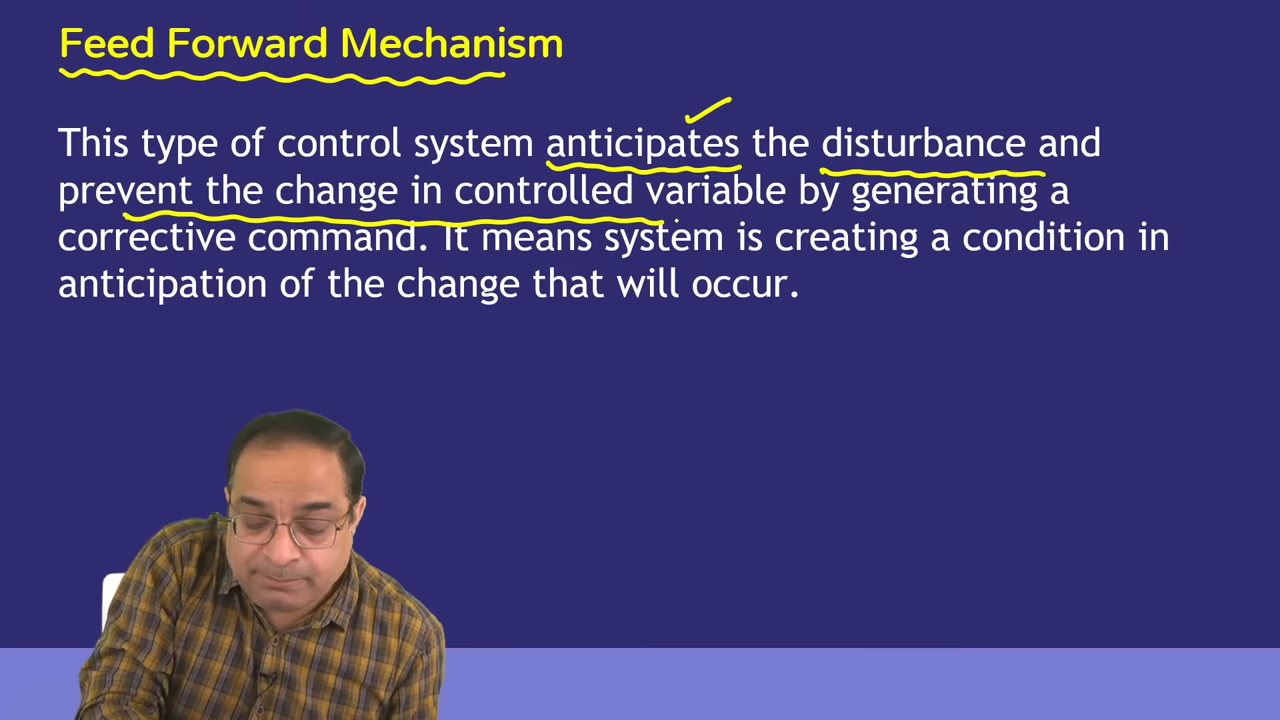 Feed Forward Mechanism
This type of control system anticipates the disturbance and
prevent the change in controlled variable by generating a
corrective command. It means system is creating a condition in
anticipation of the change that will occur.